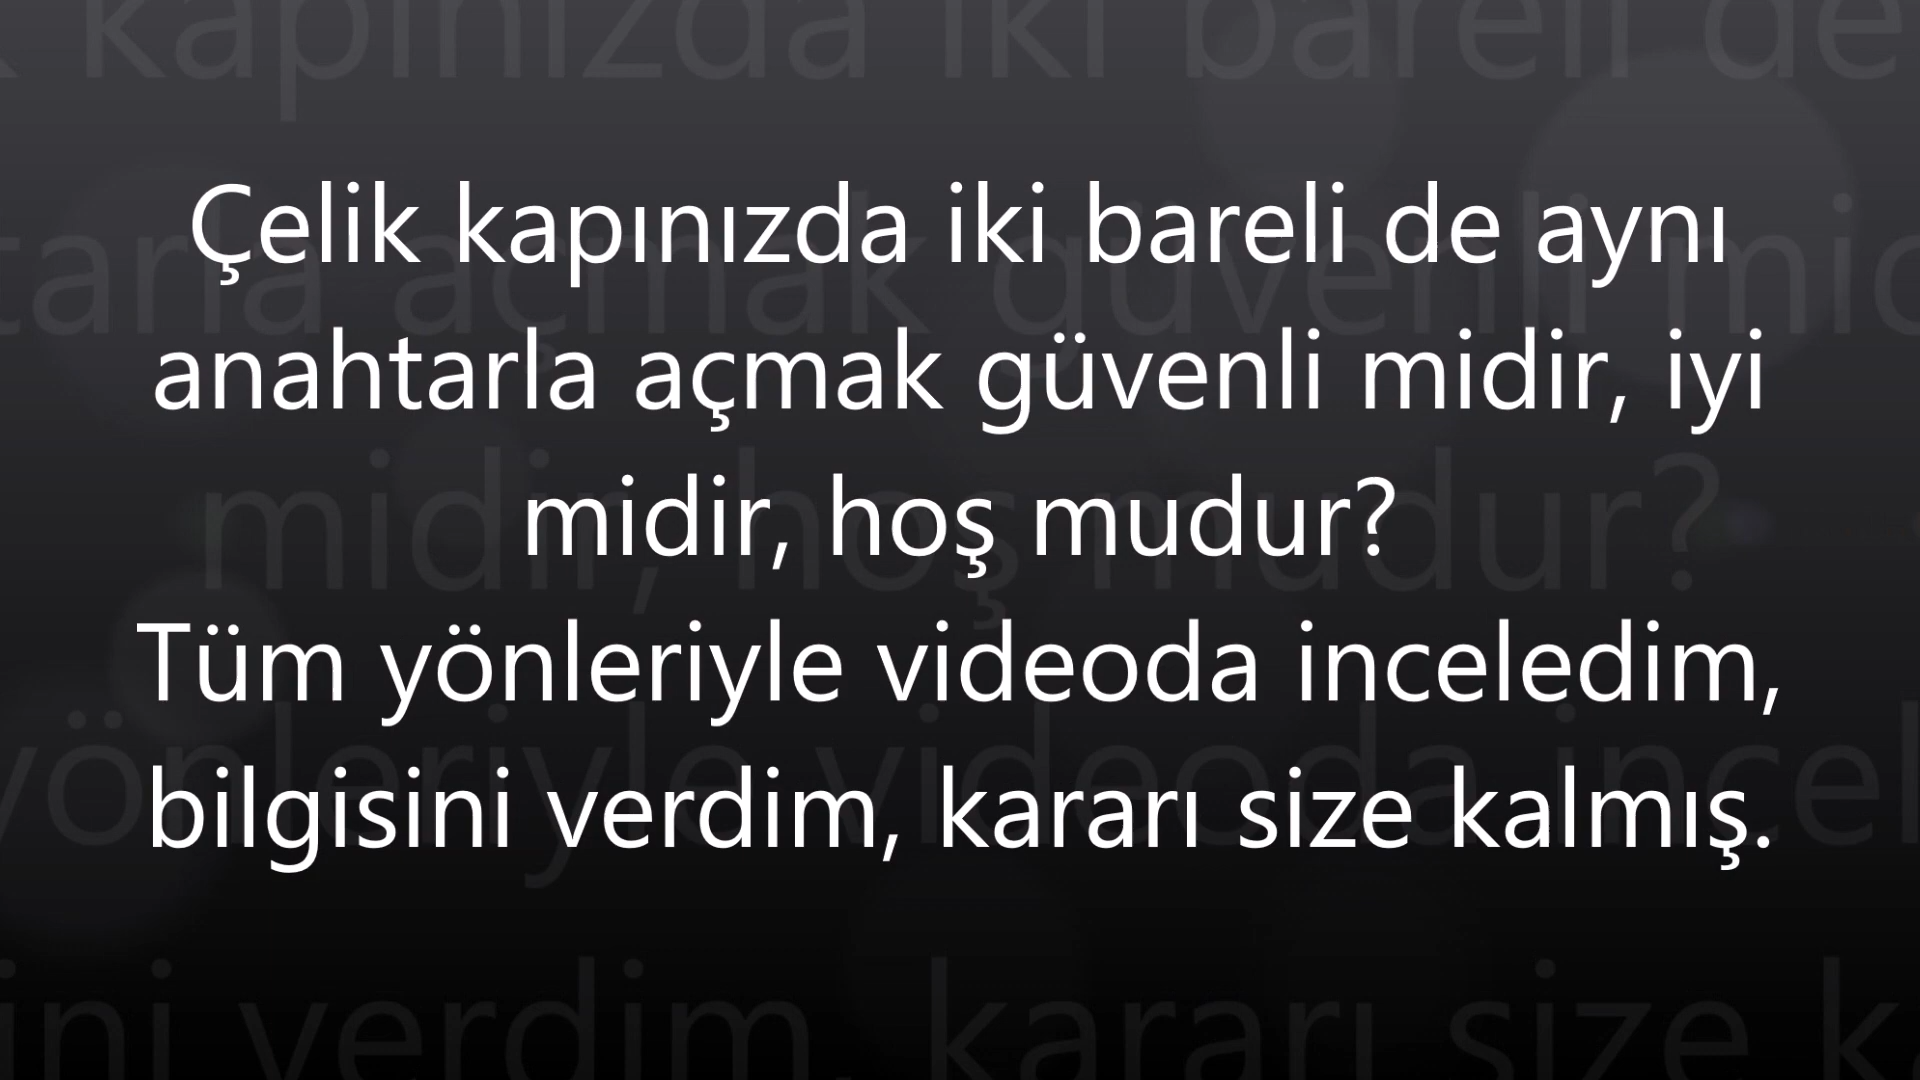 Çelik kapınızda iki bareli de aynı
anahtarla açmak güvenli midir, iyi
midir, hoş mudur?
Tüm yönleriyle videoda inceledim,
bilgisini verdim, kararı size kalmış.